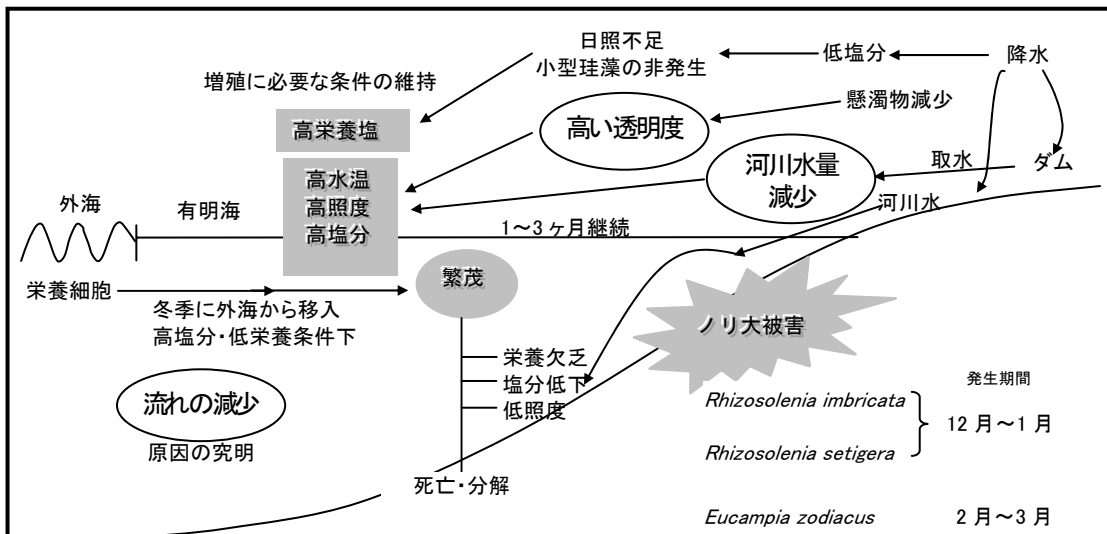 日照不足
小型珪藻の非発生
低塩分
降水
増殖に必要な条件の維持
懸濁物減少
高栄養塩
高い透明度
取水
ダム
河川水量
減少
高水温
高照度
高塩分
外海
有明海
河川水
1～3ヶ月継続
繁茂
栄養細胞
冬季に外海から移入
高塩分・低栄養条件下
ノリ大被害
栄養欠乏
塩分低下
低照度
流れの減少
原因の究明
死亡・分解
発生期間
Rhizosolenia imbricata
12月～1月
Rhizosolenia setigera
Eucampia zodiacus
2月～3月